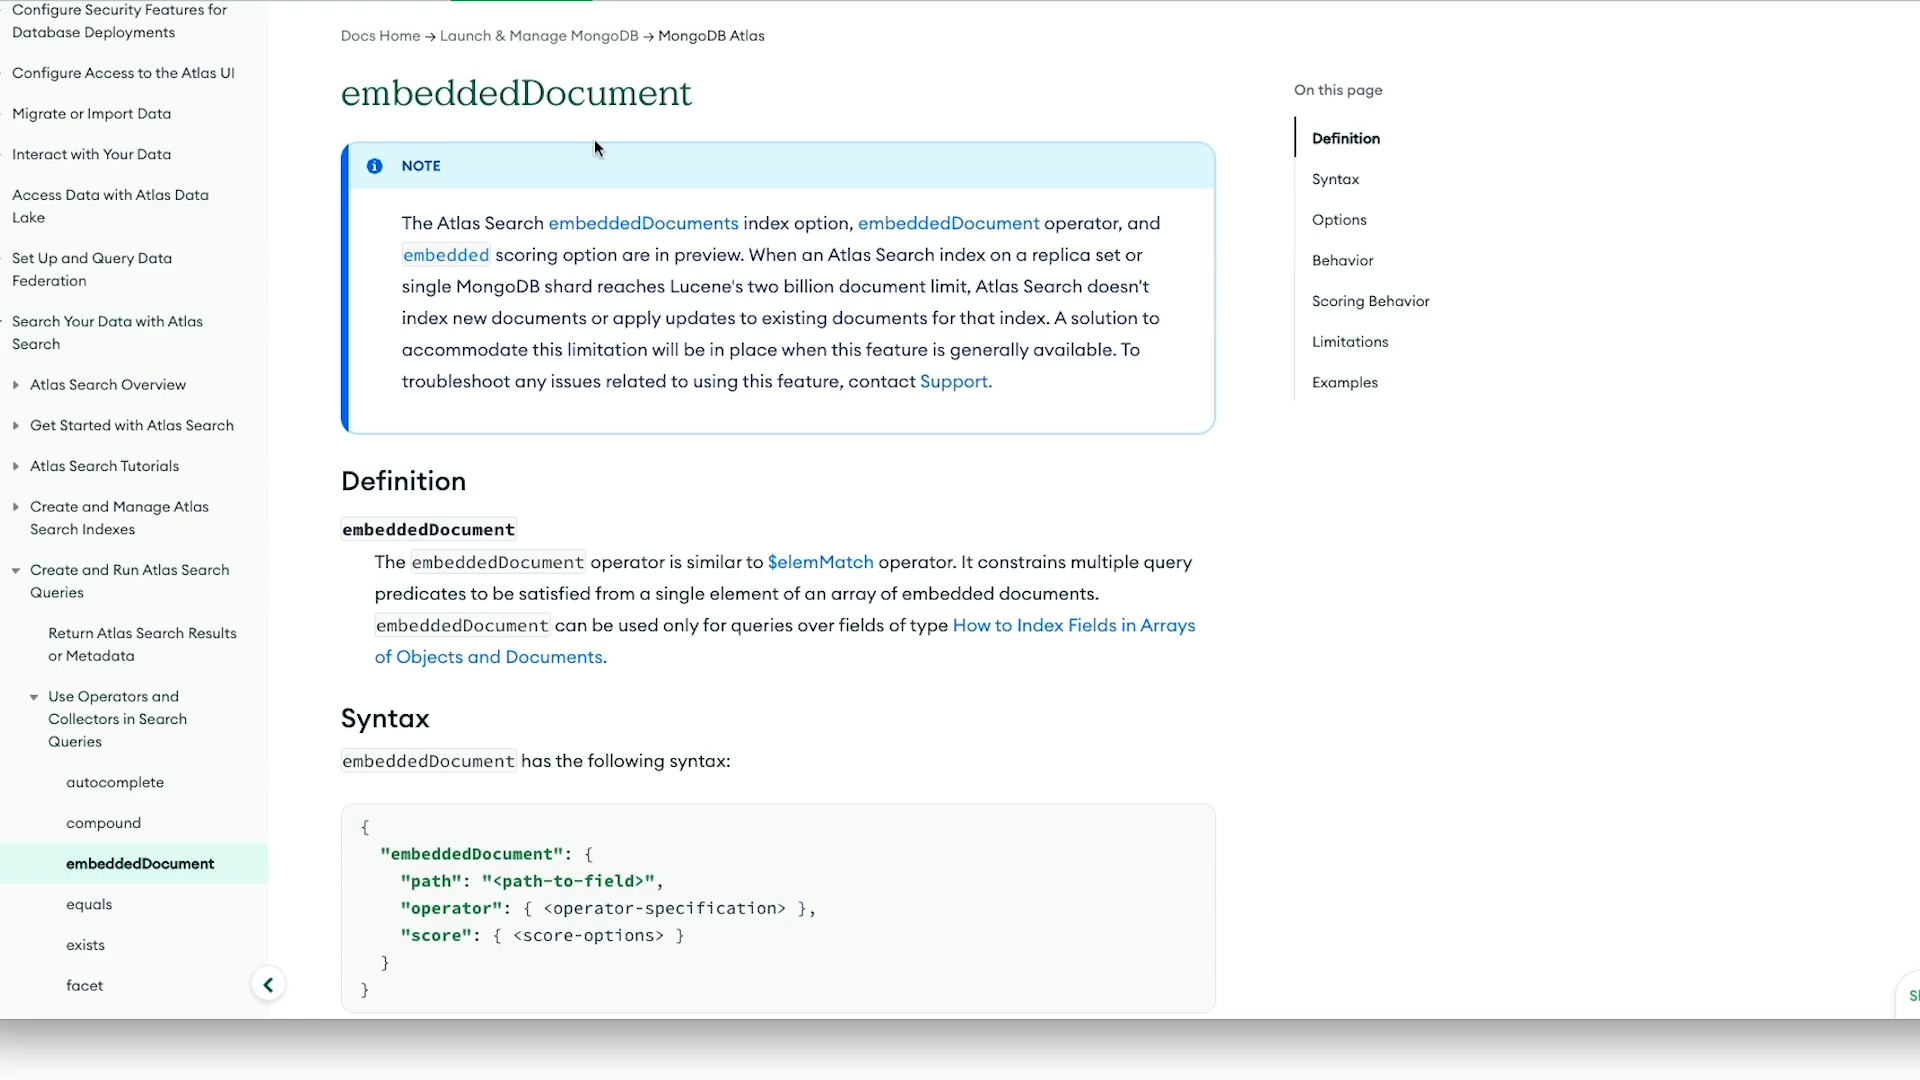 Configure Security Features for
Database Deployments
Configure Access to the Atlas UI
Migrate or Import Data
Interact with Your Data
Access Data with Atlas Data
Lake
Set Up and Query Data
Federation
Search Your Data with Atlas
Search
Atlas Search Overview
Get Started with Atlas Search
Atlas Search Tutorials
Create and Manage Atlas
Search Indexes
Create and Run Atlas Search
Queries
Return Atlas Search Results
or Metadata
Use Operators and
Collectors in Search
Queries
autocomplete
compound
embeddedDocument
equals
exists
facet
Docs Home → Launch & Manage MongoDB → MongoDB Atlas
embeddedDocument
NOTE
The Atlas Search embeddedDocuments index option, embeddedDocument operator, and
embedded scoring option are in preview. When an Atlas Search index on a replica set or
single MongoDB shard reaches Lucene's two billion document limit, Atlas Search doesn't
index new documents or apply updates to existing documents for that index. A solution to
accommodate this limitation will be in place when this feature is generally available. To
troubleshoot any issues related to using this feature, contact Support.
Definition
embeddedDocument
The embeddedDocument operator is similar to $elemMatch operator. It constrains multiple query
predicates to be satisfied from a single element of an array of embedded documents.
embeddedDocument can be used only for queries over fields of type How to Index Fields in Arrays
of Objects and Documents.
Syntax
embeddedDocument has the following syntax:
{
"embeddedDocument": {
"path": "<path-to-field>",
"operator": { <operator-specification> },
"score": { <score-options> }
}
}
On this page
Definition
Syntax
Options
Behavior
Scoring Behavior
Limitations
Examples